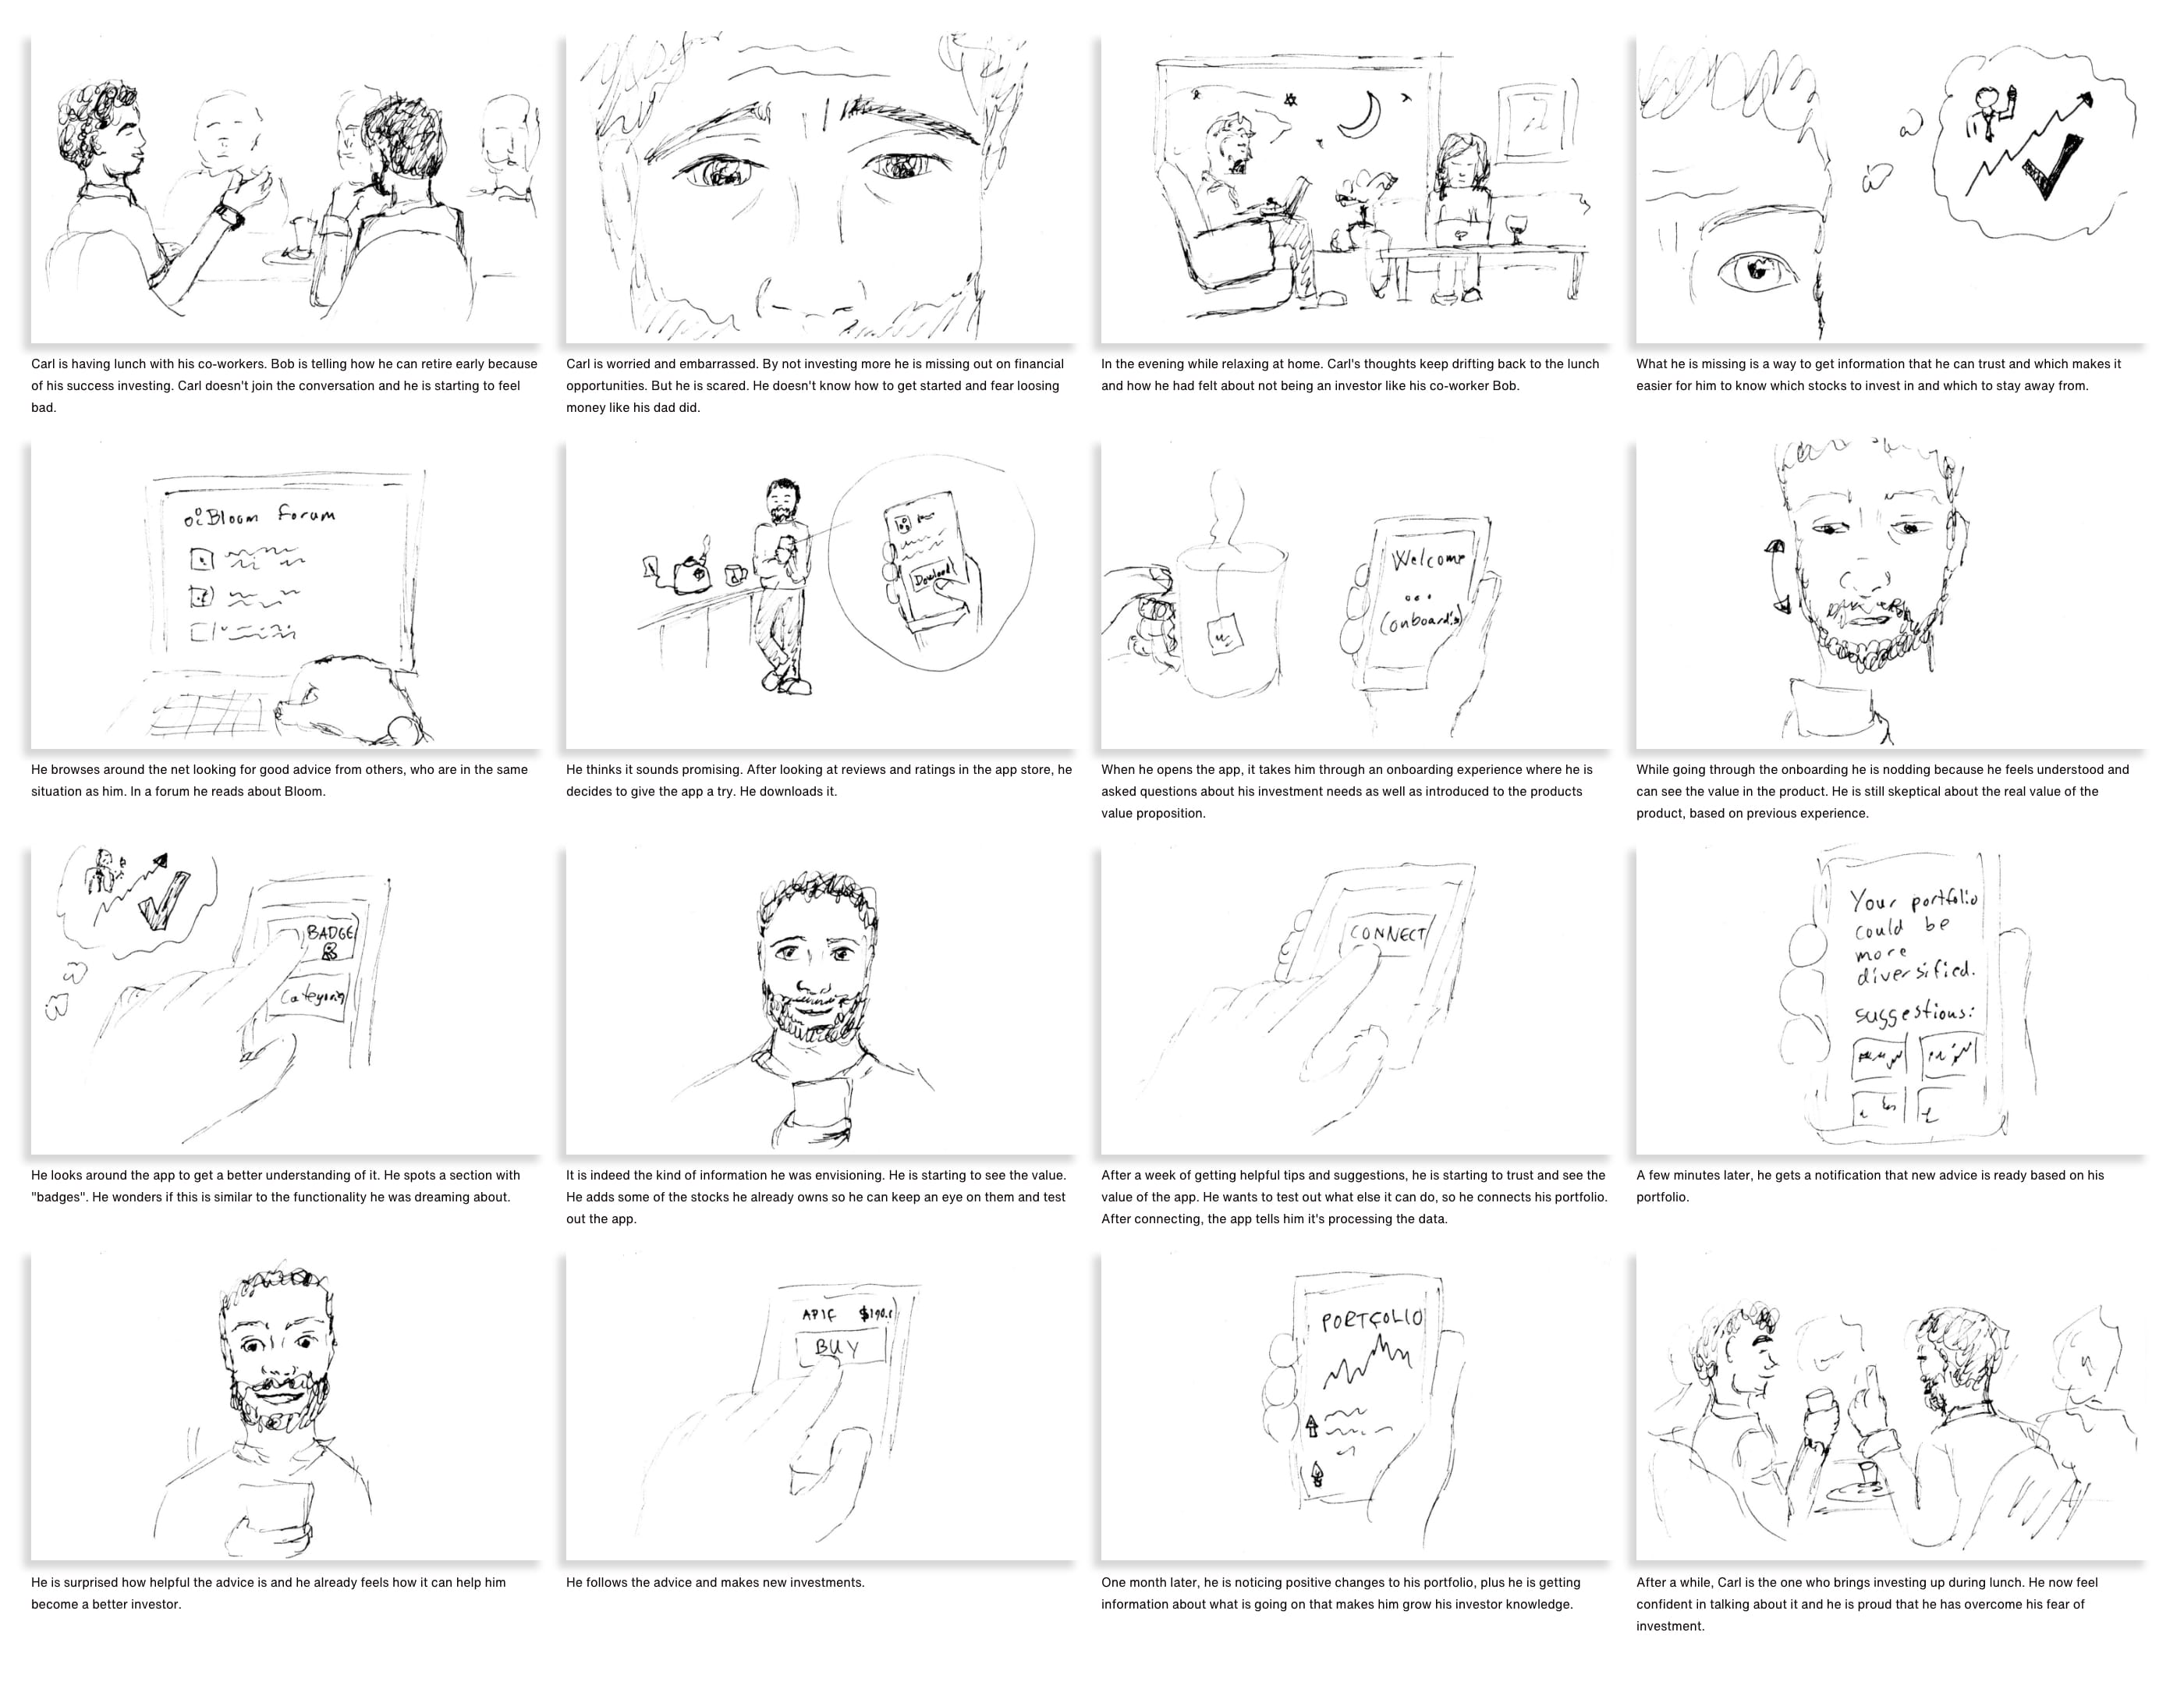 Carl is having lunch with his co-workers. Bob is telling how he can retire early because
of his success investing. Carl doesn't join the conversation and he is starting to feel
bad.
Carl is worried and embarrassed. By not investing more he is missing out on financial
opportunities. But he is scared. He doesn't know how to get started and fear loosing
money like his dad did.
In the evening while relaxing at home. Carl's thoughts keep drifting back to the lunch
and how he had felt about not being an investor like his co-worker Bob.
What he is missing is a way to get information that he can trust and which makes it
easier for him to know which stocks to invest in and which to stay away from.
Bloom Forum
He browses around the net looking for good advice from others, who are in the same
situation as him. In a forum he reads about Bloom.
He thinks it sounds promising. After looking at reviews and ratings in the app store, he
decides to give the app a try. He downloads it.
Welcome
...
When he opens the app, it takes him through an onboarding experience where he is
asked questions about his investment needs as well as introduced to the products
value proposition.
While going through the onboarding he is nodding because he feels understood and
can see the value in the product. He is still skeptical about the real value of the
product, based on previous experience.
BADGE
He looks around the app to get a better understanding of it. He spots a section with
"badges". He wonders if this is similar to the functionality he was dreaming about.
It is indeed the kind of information he was envisioning. He is starting to see the value.
He adds some of the stocks he already owns so he can keep an eye on them and test
out the app.
CONNECT
After a week of getting helpful tips and suggestions, he is starting to trust and see the
value of the app. He wants to test out what else it can do, so he connects his portfolio.
After connecting, the app tells him it's processing the data.
Your portfolio
could be
more
diversified.
suggestions:
A few minutes later, he gets a notification that new advice is ready based on his
portfolio.
He is surprised how helpful the advice is and he already feels how it can help him
become a better investor.
BUY
He follows the advice and makes new investments.
PORTFOLIO
One month later, he is noticing positive changes to his portfolio, plus he is getting
information about what is going on that makes him grow his investor knowledge.
After a while, Carl is the one who brings investing up during lunch. He now feel
confident in talking about it and he is proud that he has overcome his fear of
investment.